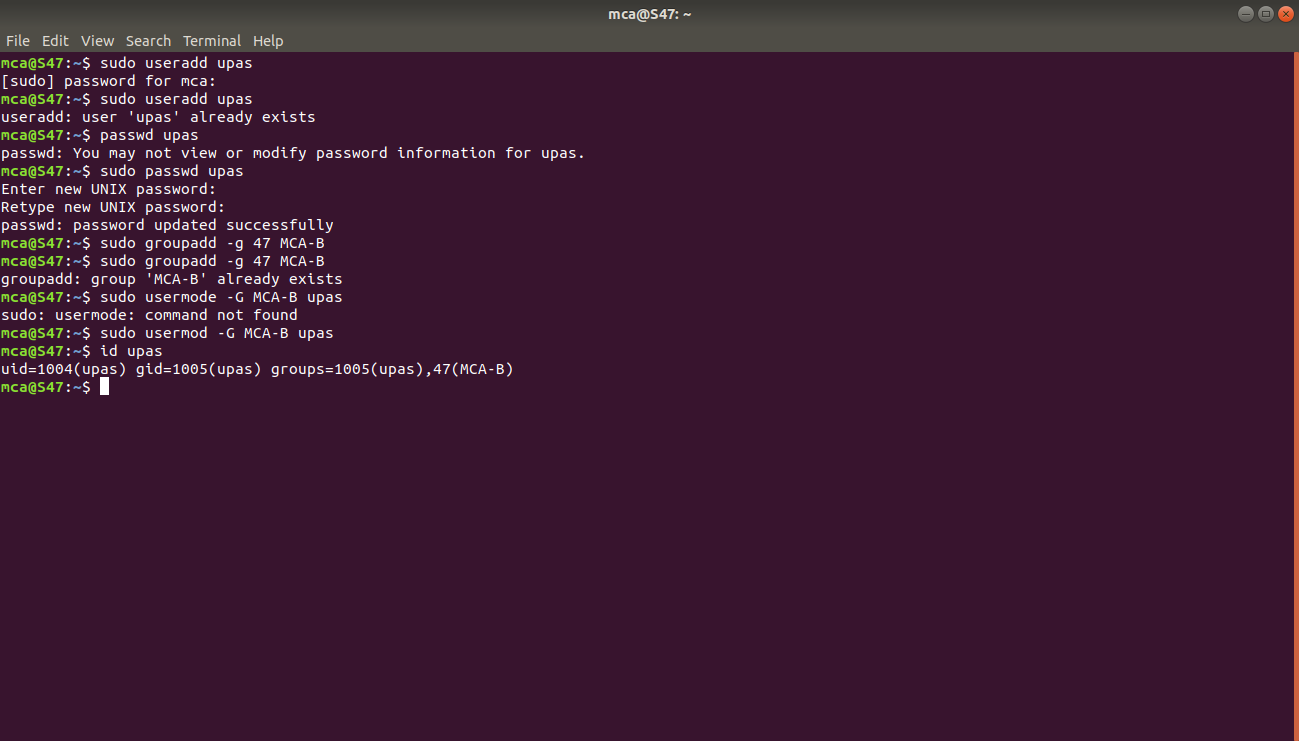 mca@S47: ~
File Edit View Search Terminal Help
mca@S47:~$ sudo useradd upas
[sudo] password for mca:
mca@S47:~$ sudo useradd upas
useradd: user 'upas' already exists
mca@S47:~$ passwd upas
passwd: You may not view or modify password information for upas.
mca@S47:~$ sudo passwd upas
Enter new UNIX password:
Retype new UNIX password:
passwd: password updated successfully
mca@S47:~$ sudo groupadd -g 47 MCA-B
mca@S47:~$ sudo groupadd -g 47 MCA-B
groupadd: group 'MCA-B' already exists
mca@S47:~$ sudo usermode -G MCA-B upas
sudo: usermode: command not found
mca@S47:~$ sudo usermod -G MCA-B upas
mca@S47:~$ id upas
uid=1004(upas) gid=1005(upas) groups=1005(upas),47(MCA-B)
mca@S47:~$